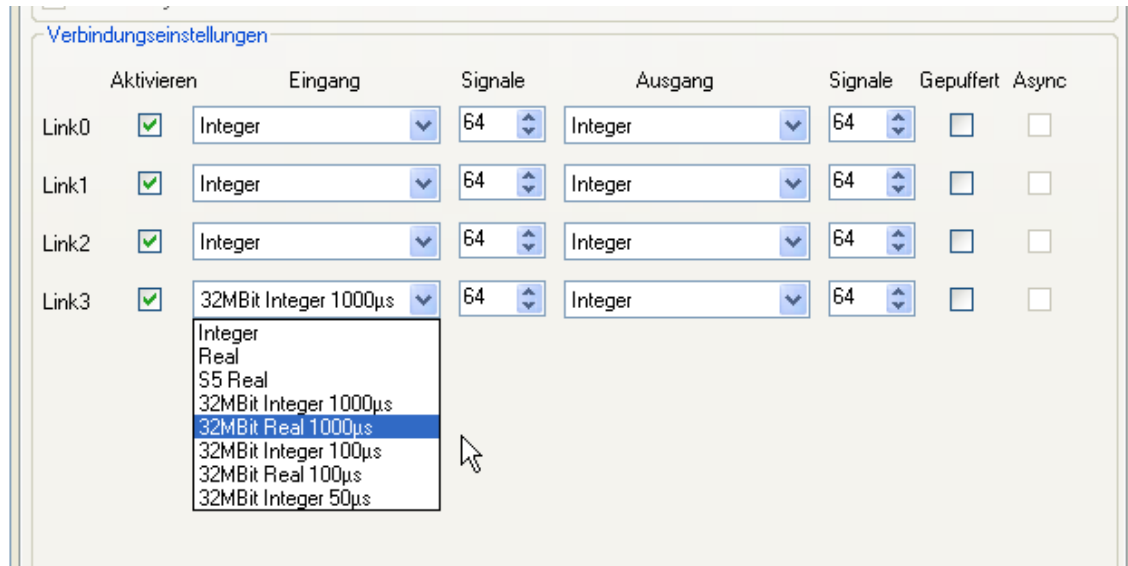 Verbindungseinstellungen
Aktivieren Eingang Signale Ausgang Signale Gepuffert Async
Link0 Integer 64 Integer 64
Link1 Integer 64 Integer 64
Link2 Integer 64 Integer 64
Link3 32MBit Integer 1000µs 64 Integer 64
Integer
Real
S5 Real
32MBit Integer 1000µs
32MBit Real 1000µs
32MBit Integer 100µs
32MBit Real 100µs
32MBit Integer 50µs